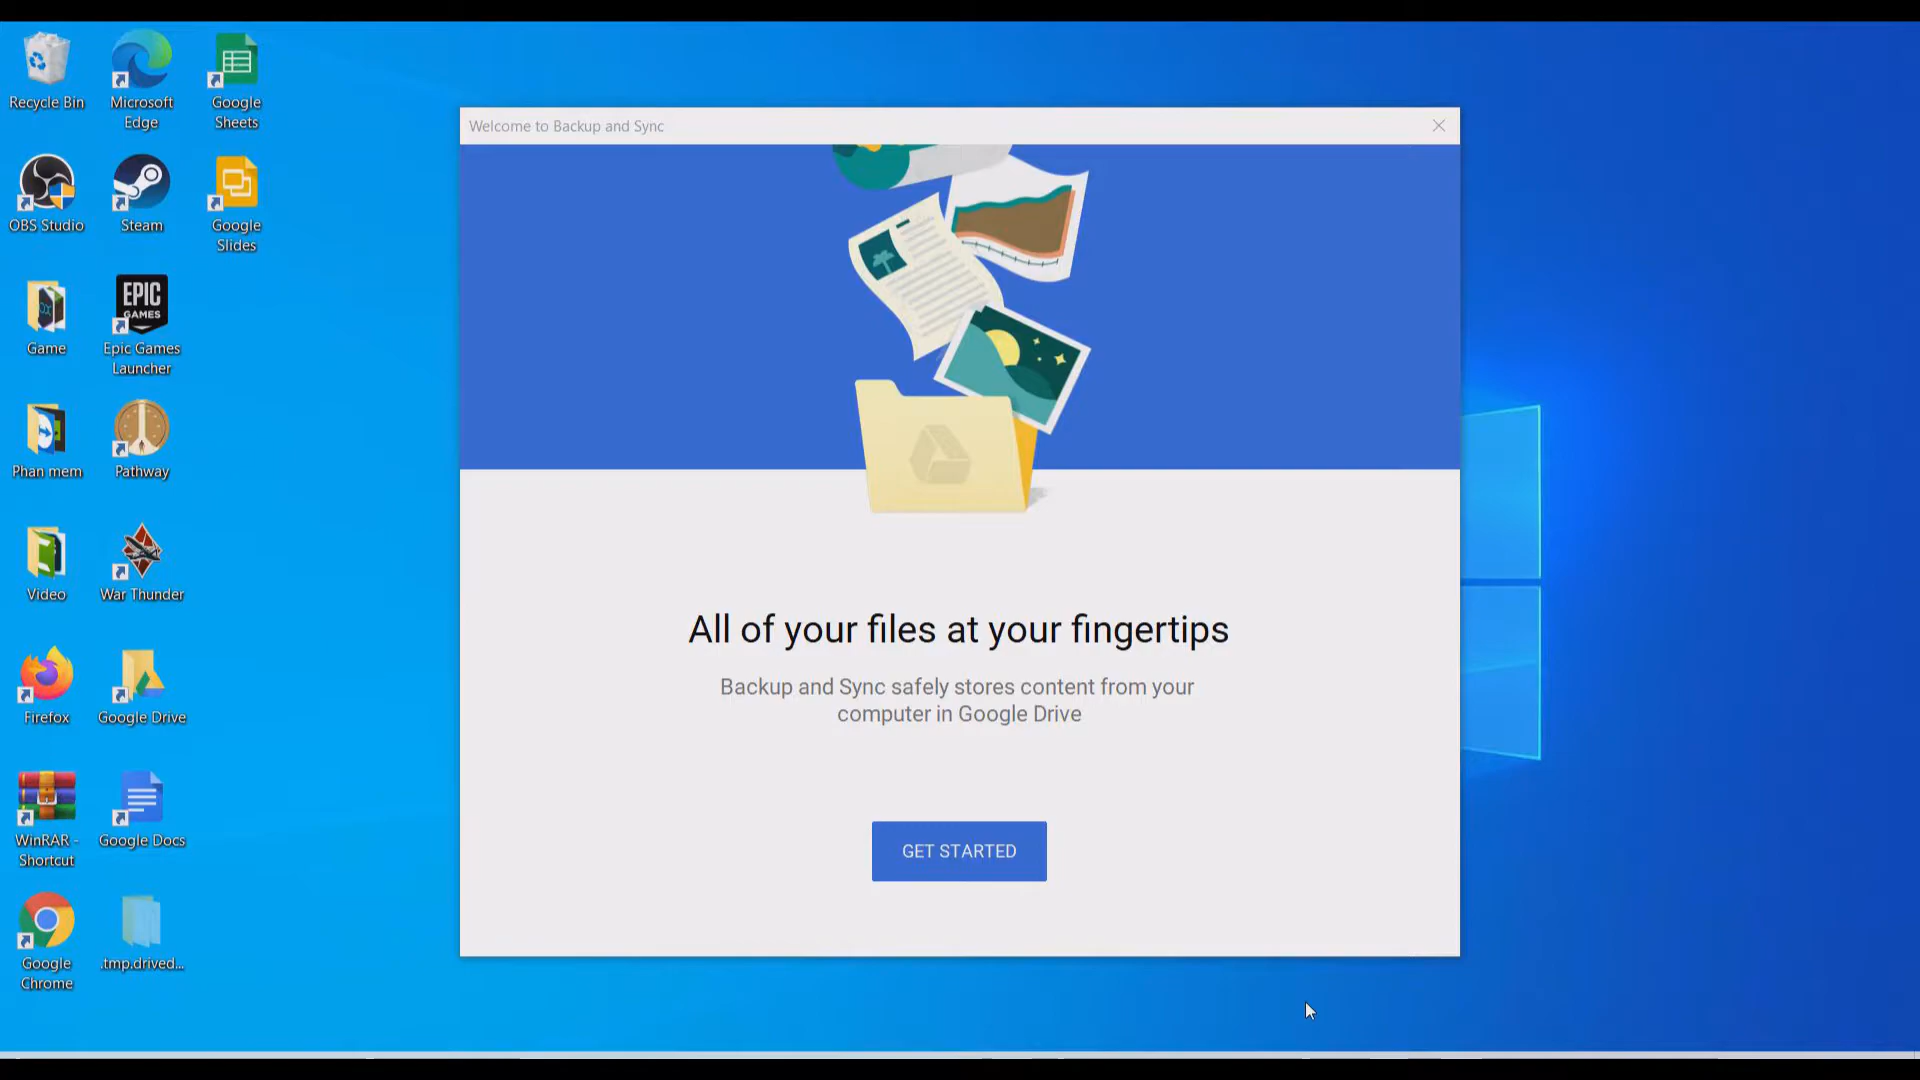 Recycle Bin
Microsoft
Edge
Google
Sheets
OBS Studio
Steam
Google
Slides
Game
EPIC
GAMES
Epic Games
Launcher
Phan mem
Pathway
Video
War Thunder
Firefox
Google Drive
WinRAR -
Shortcut
Google Docs
Google
Chrome
.tmp.drived...
Welcome to Backup and Sync
All of your files at your fingertips
Backup and Sync safely stores content from your
computer in Google Drive
GET STARTED